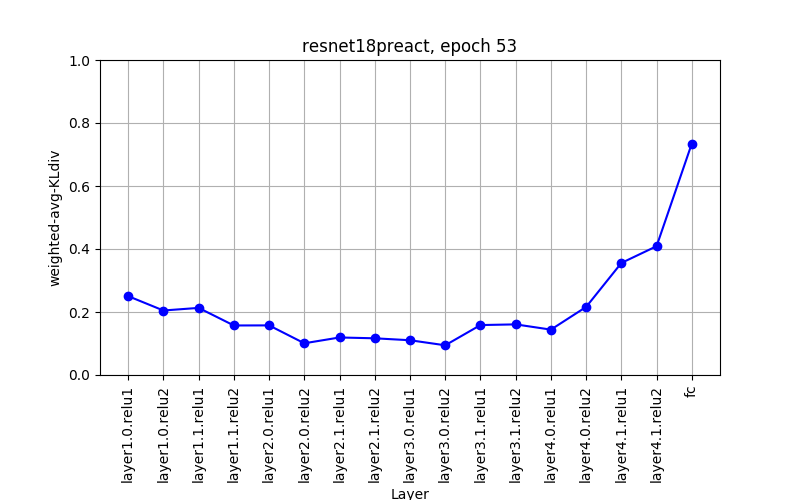 resnet18preact, epoch 53
weighted-avg-KLdiv
1.0
0.8
0.6
0.4
0.2
0.0
layer1.0.relu1
layer1.0.relu2
layer1.1.relu1
layer1.1.relu2
layer2.0.relu1
layer2.0.relu2
layer2.1.relu1
layer2.1.relu2
layer3.0.relu1
layer3.0.relu2
layer3.1.relu1
layer3.1.relu2
layer4.0.relu1
layer4.0.relu2
layer4.1.relu1
layer4.1.relu2
fc
Layer